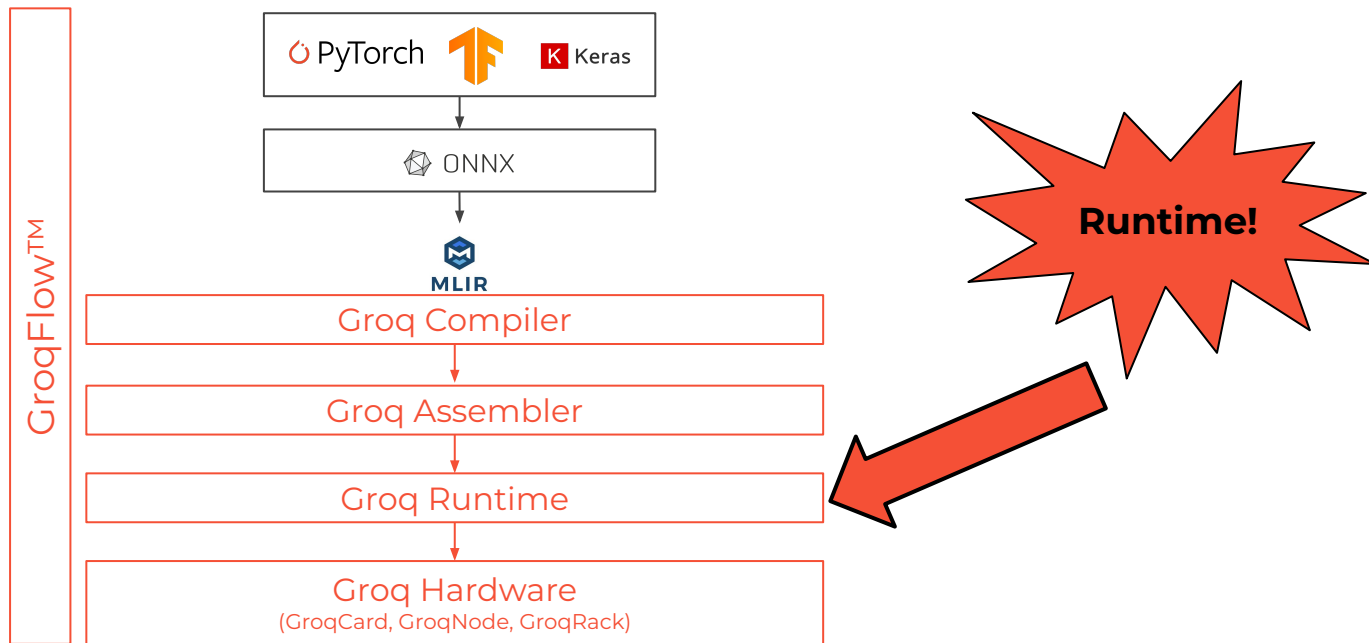 GroqFlow™
PyTorch
K Keras
ONNX
MLIR
Groq Compiler
Groq Assembler
Groq Runtime
Groq Hardware
(GroqCard, GroqNode, GroqRack)
Runtime!